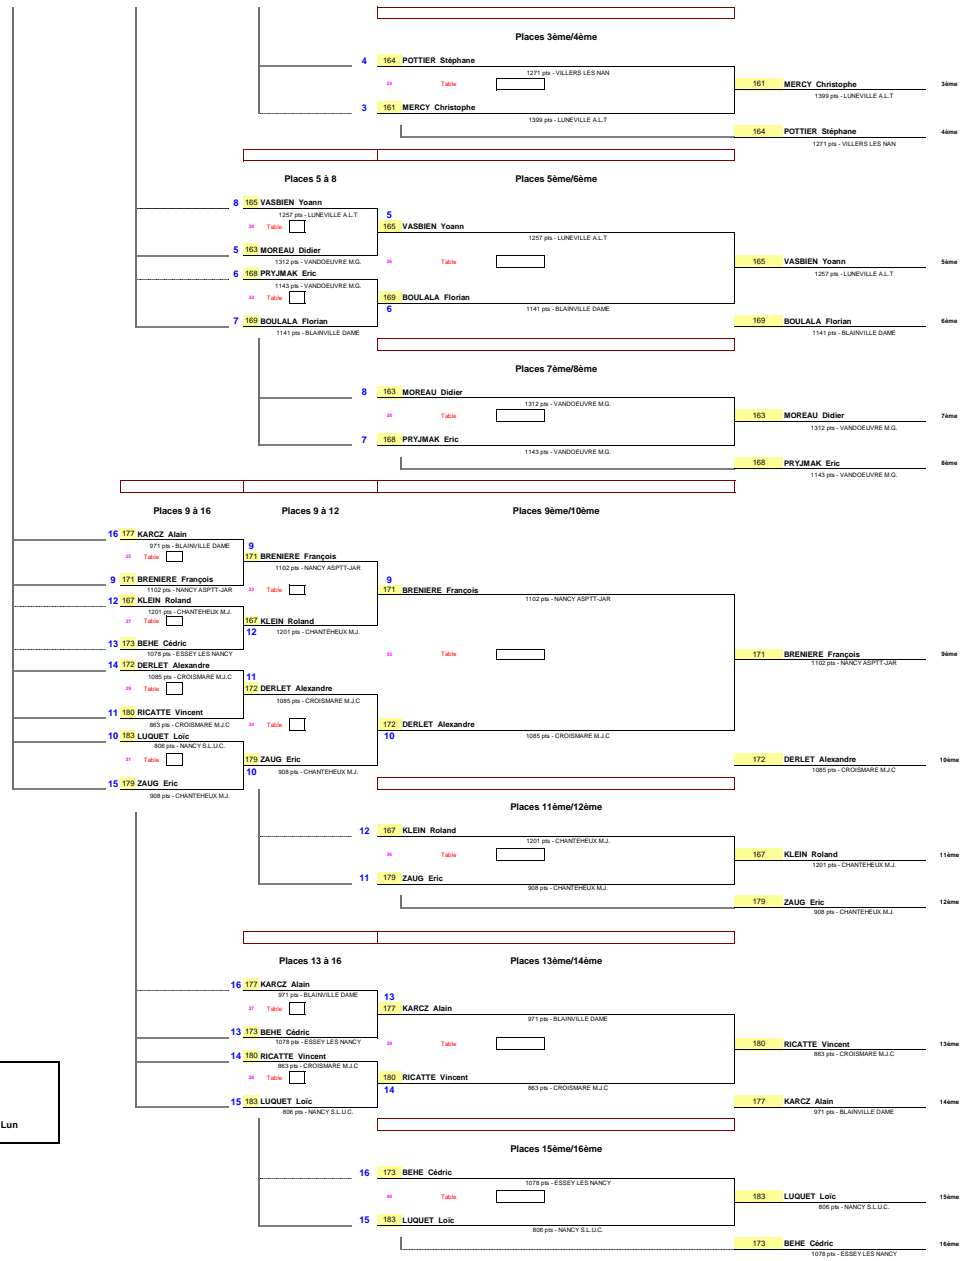 Places 3ème/4ème
4 164 POTTIER Stéphane
1271 pts - VILLERS LES NAN
Table
161 MERCY Christophe 3ème
1399 pts - LUNEVILLE A.L.T
3 161 MERCY Christophe
1399 pts - LUNEVILLE A.L.T
164 POTTIER Stéphane 4ème
1271 pts - VILLERS LES NAN
Places 5 à 8 Places 5ème/6ème
8 165 VASBIEN Yoann
1257 pts - LUNEVILLE A.L.T
5
Table
165 VASBIEN Yoann
1257 pts - LUNEVILLE A.L.T
5 163 MOREAU Didier
1312 pts - VANDOEUVRE M.G.
Table
165 VASBIEN Yoann 5ème
1257 pts - LUNEVILLE A.L.T
6 168 PRYJMAK Eric
1143 pts - VANDOEUVRE M.G.
32 Table
169 BOULALA Florian
6
1141 pts - BLAINVILLE DAME
7 169 BOULALA Florian
1141 pts - BLAINVILLE DAME
169 BOULALA Florian 6ème
1141 pts - BLAINVILLE DAME
Places 7ème/8ème
8 163 MOREAU Didier
1312 pts - VANDOEUVRE M.G.
Table
163 MOREAU Didier 7ème
1312 pts - VANDOEUVRE M.G.
7 168 PRYJMAK Eric
1143 pts - VANDOEUVRE M.G.
168 PRYJMAK Eric 8ème
1143 pts - VANDOEUVRE M.G.
Places 9 à 16 Places 9 à 12 Places 9ème/10ème
16 177 KARCZ Alain
971 pts - BLAINVILLE DAME
9
Table
171 BRENIERE François
1102 pts - NANCY ASPTT-JAR
9 171 BRENIERE François
1102 pts - NANCY ASPTT-JAR
9
33 Table
171 BRENIERE François
1102 pts - NANCY ASPTT-JAR
12 167 KLEIN Roland
1201 pts - CHANTEHEUX M.J.
27 Table
167 KLEIN Roland
12
1201 pts - CHANTEHEUX M.J.
13 173 BEHE Cédric
1078 pts - ESSEY LES NANCY
35 Table
171 BRENIERE François 9ème
1102 pts - NANCY ASPTT-JAR
14 172 DERLET Alexandre
1085 pts - CROISMARE M.J.C
11
29 Table
172 DERLET Alexandre
1085 pts - CROISMARE M.J.C
11 180 RICATTE Vincent
863 pts - CROISMARE M.J.C
34 Table
172 DERLET Alexandre
10
1085 pts - CROISMARE M.J.C
10 183 LUQUET Loïc
806 pts - NANCY S.L.U.C.
31 Table
179 ZAUG Eric
10
908 pts - CHANTEHEUX M.J.
172 DERLET Alexandre 10ème
1085 pts - CROISMARE M.J.C
15 179 ZAUG Eric
908 pts - CHANTEHEUX M.J.
Places 11ème/12ème
12 167 KLEIN Roland
1201 pts - CHANTEHEUX M.J.
36 Table
167 KLEIN Roland 11ème
1201 pts - CHANTEHEUX M.J.
11 179 ZAUG Eric
908 pts - CHANTEHEUX M.J.
179 ZAUG Eric 12ème
908 pts - CHANTEHEUX M.J.
Places 13 à 16 Places 13ème/14ème
16 177 KARCZ Alain
971 pts - BLAINVILLE DAME
13
37 Table
177 KARCZ Alain
971 pts - BLAINVILLE DAME
13 173 BEHE Cédric
1078 pts - ESSEY LES NANCY
39 Table
180 RICATTE Vincent 13ème
863 pts - CROISMARE M.J.C
14 180 RICATTE Vincent
863 pts - CROISMARE M.J.C
38 Table
180 RICATTE Vincent
14
863 pts - CROISMARE M.J.C
15 183 LUQUET Loïc
806 pts - NANCY S.L.U.C.
177 KARCZ Alain 14ème
971 pts - BLAINVILLE DAME
Lun
Places 15ème/16ème
16 173 BEHE Cédric
1078 pts - ESSEY LES NANCY
40 Table
183 LUQUET Loïc 15ème
806 pts - NANCY S.L.U.C.
15 183 LUQUET Loïc
806 pts - NANCY S.L.U.C.
173 BEHE Cédric 16ème
1078 pts - ESSEY LES NANCY